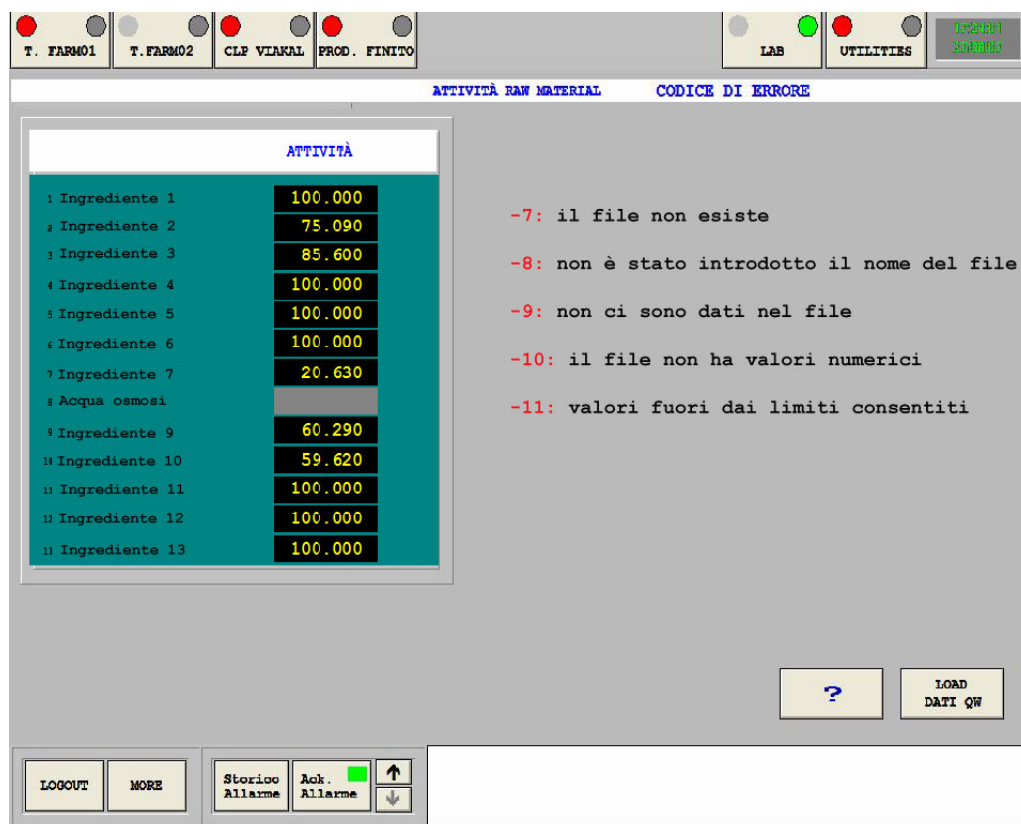 T. FARM01 T.FARM02 CLP VIAKAL PROD. FINITO LAB UTILITIES
ATTIVITÀ RAW MATERIAL CODICE DI ERRORE
ATTIVITÀ
1 Ingrediente 1 100.000
2 Ingrediente 2 75.090
3 Ingrediente 3 85.600
4 Ingrediente 4 100.000
5 Ingrediente 5 100.000
6 Ingrediente 6 100.000
7 Ingrediente 7 20.630
8 Acqua osmosi
9 Ingrediente 9 60.290
10 Ingrediente 10 59.620
11 Ingrediente 11 100.000
12 Ingrediente 12 100.000
11 Ingrediente 13 100.000
-7: il file non esiste
-8: non è stato introdotto il nome del file
-9: non ci sono dati nel file
-10: il file non ha valori numerici
-11: valori fuori dai limiti consentiti
?
LOAD
DATI QW
LOGOUT
MORE
Storico
Allarme
Ack.
Allarme